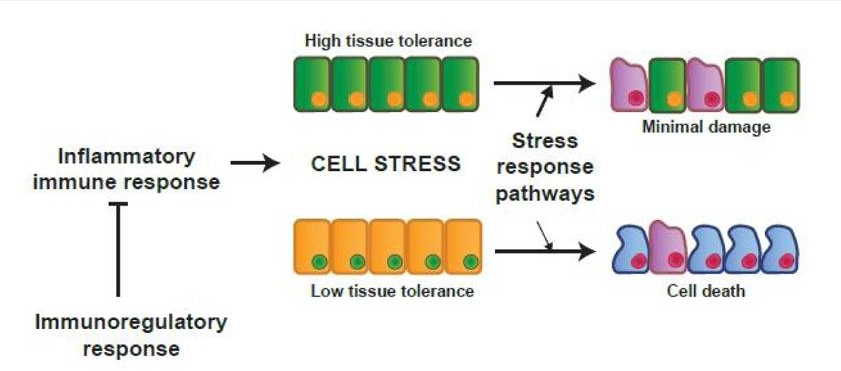 High tissue tolerance
Inflammatory
immune response
CELL STRESS
Stress
response
pathways
Minimal damage
Low tissue tolerance
Cell death
Immunoregulatory
response